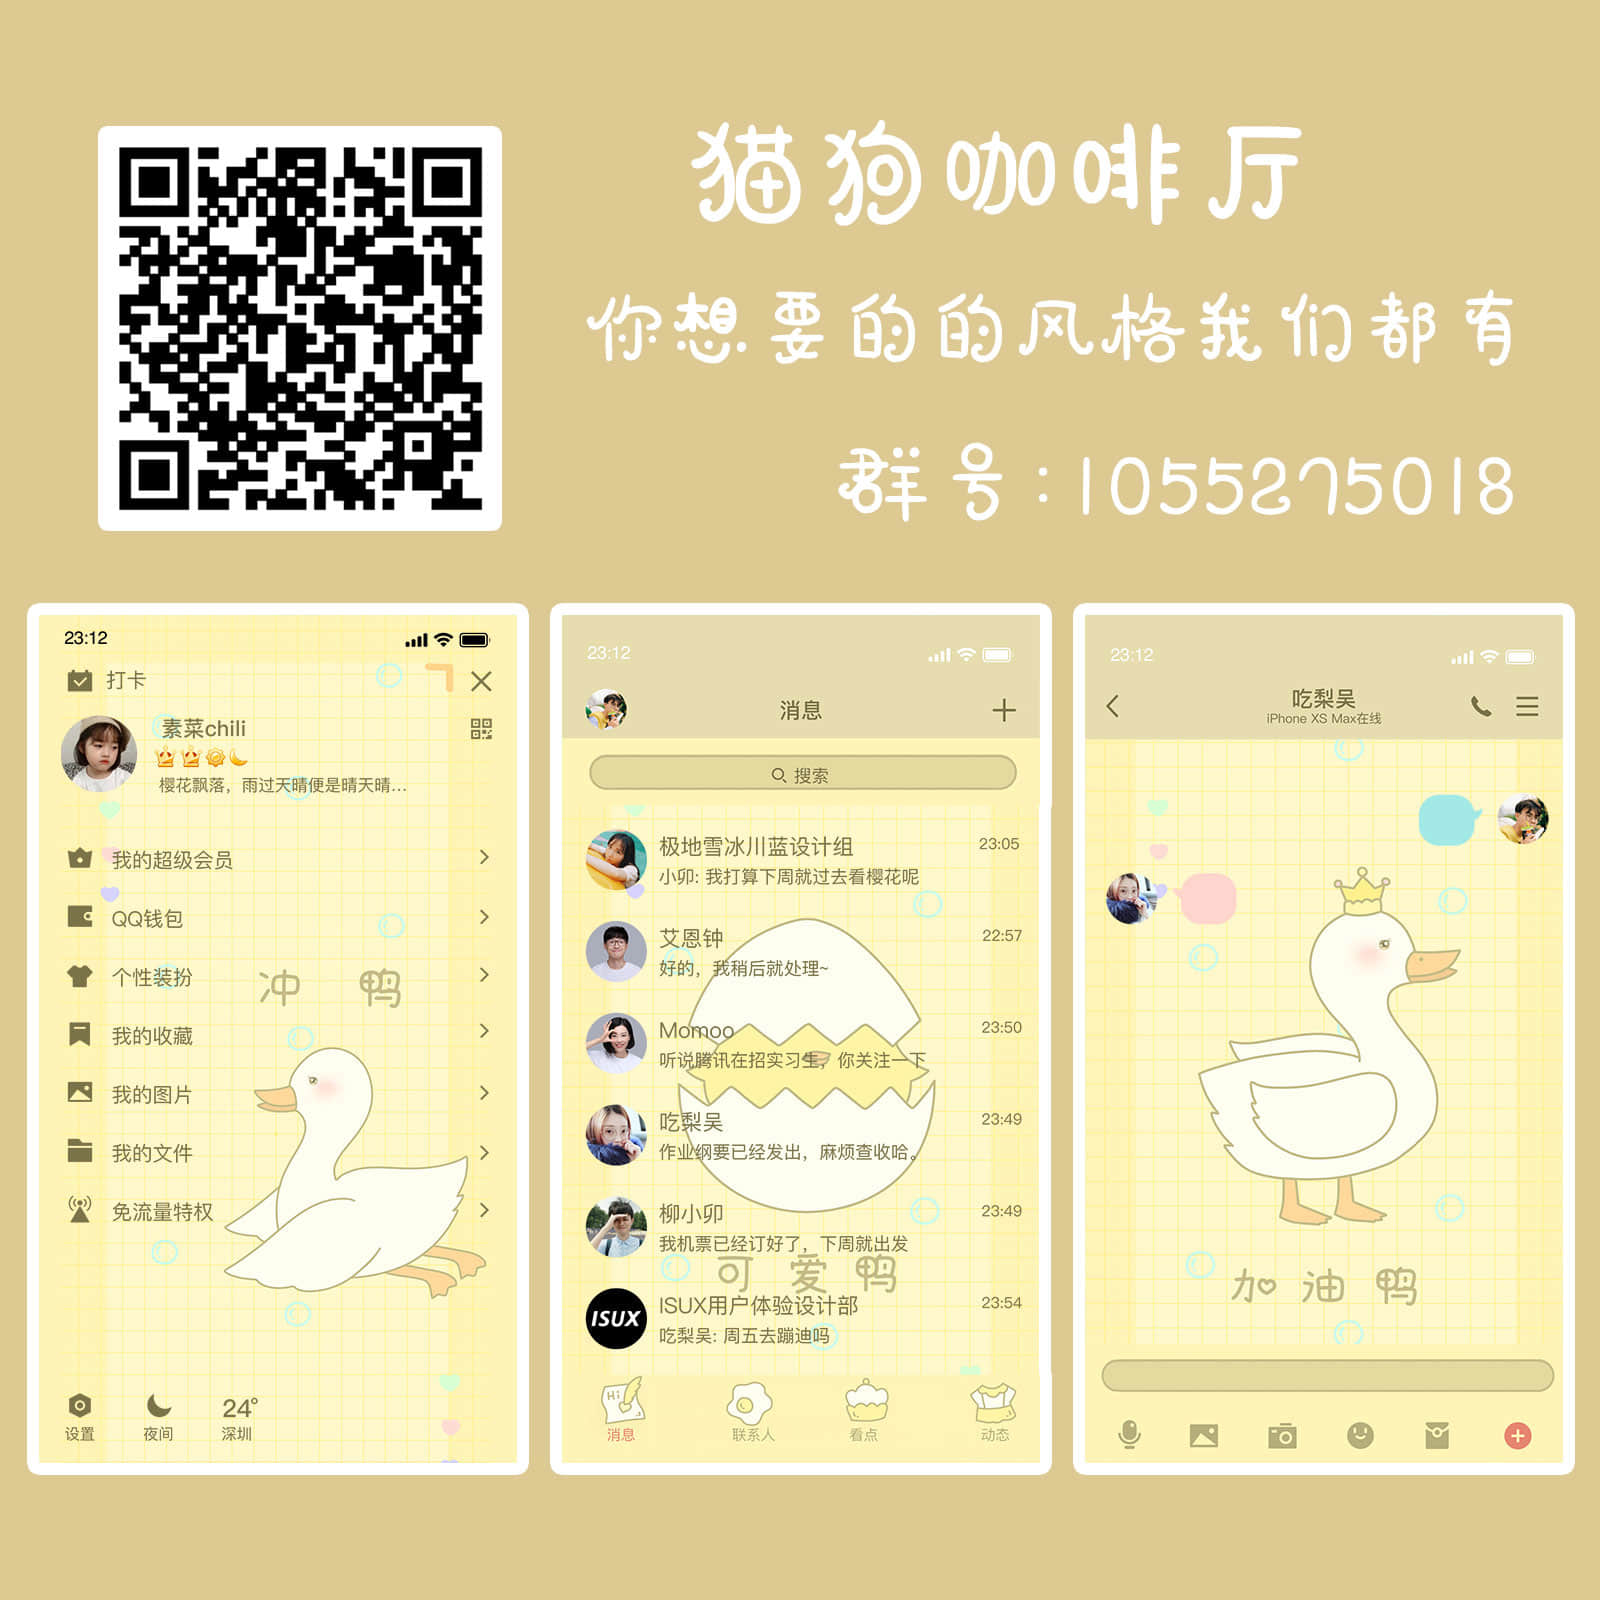 猫狗咖啡厅
你想要的的风格我们都有
群号:1055275018
23:12
打卡
素菜chili
樱花飘落，雨过天晴便是晴天晴...
我的超级会员
QQ钱包
个性装扮
冲 鸭
我的收藏
我的图片
我的文件
免流量特权
设置
夜间
24°
深圳
23:12
消息
搜索
极地雪冰川蓝设计组 23:05
小卯: 我打算下周就过去看樱花呢
艾恩钟 22:57
好的，我稍后就处理~
Momoo 23:50
听说腾讯在招实习生，你关注一下
吃梨吴 23:49
作业纲要已经发出，麻烦查收哈。
柳小卯 23:49
我机票已经订好了，下周就出发
可爱鸭
ISUX
ISUX用户体验设计部 23:54
吃梨吴: 周五去蹦迪吗
Hi
消息 联系人 看点 动态
23:12
吃梨吴
iPhone XS Max在线
加油鸭